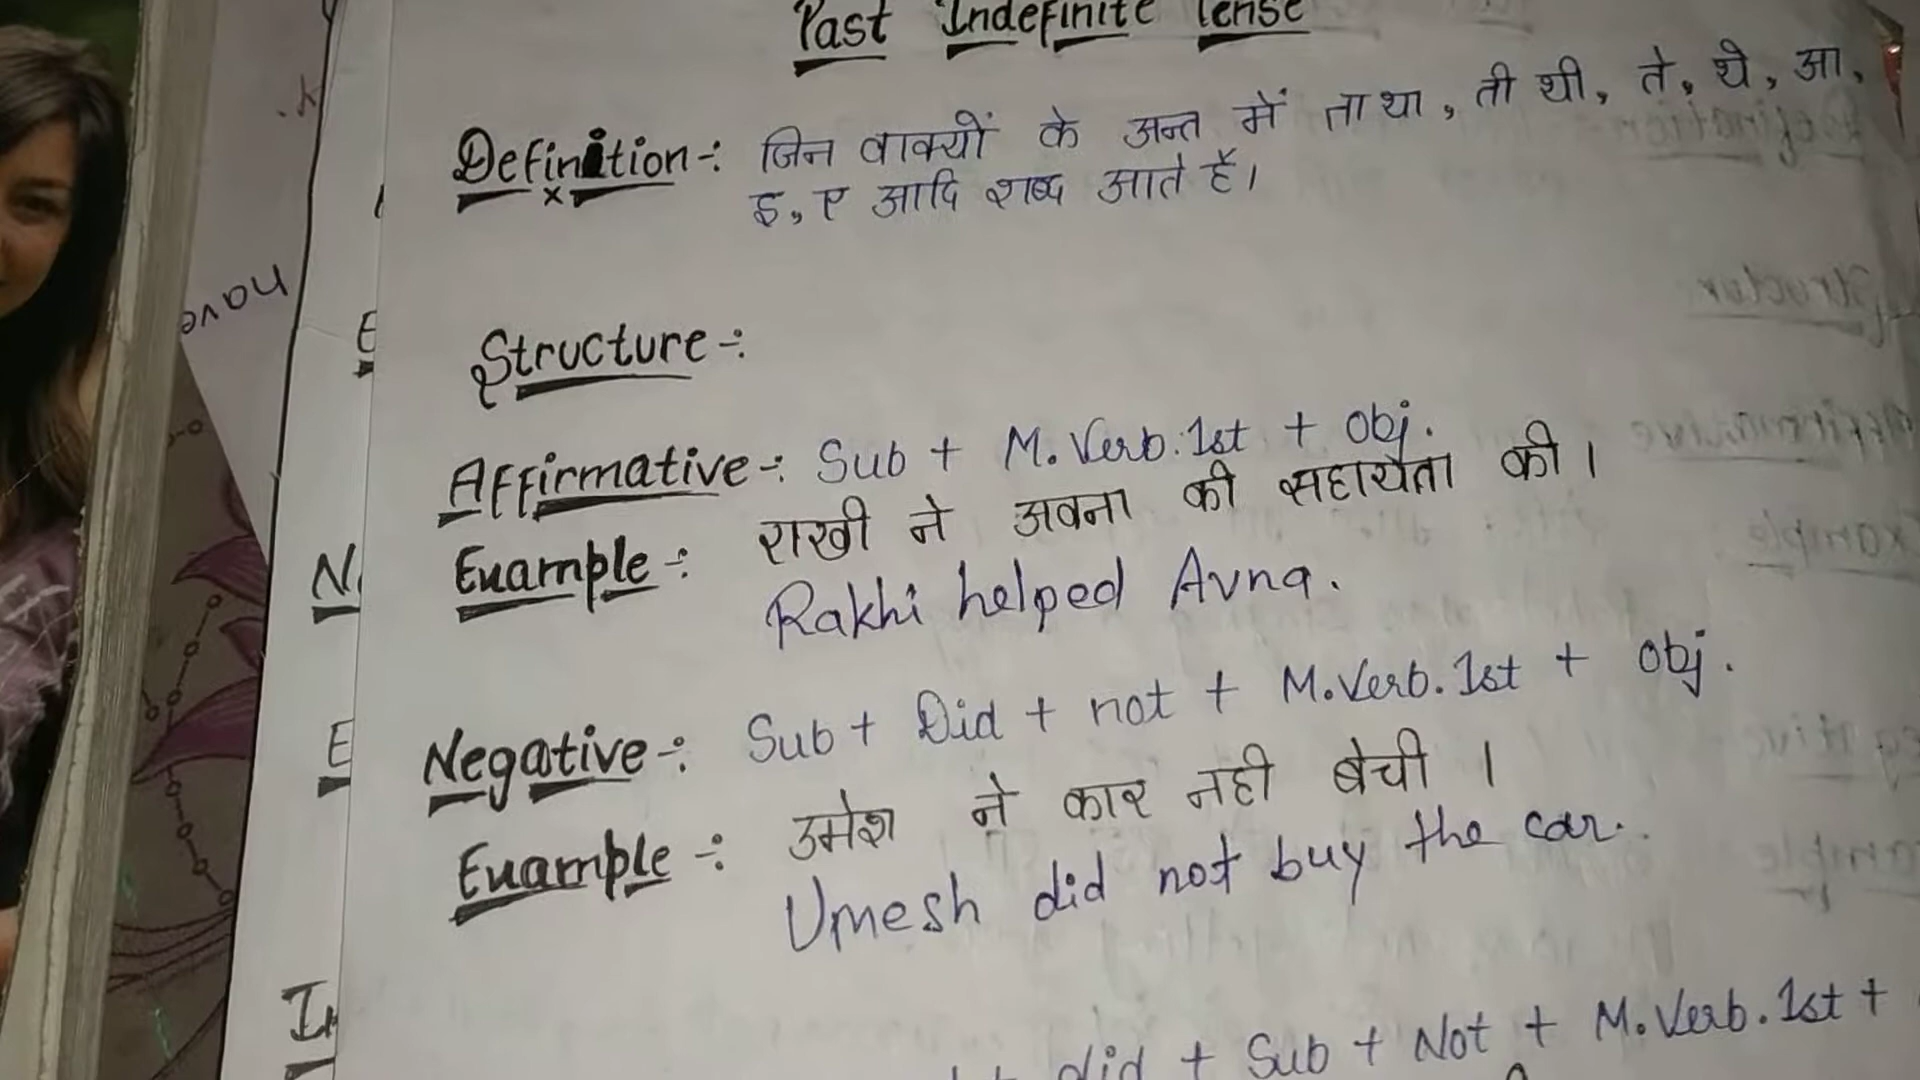 Past Indefinite Tense
Definition -: जिन वाक्यों के अन्त में ता था, ती थी, ते, थे, आ,
इ, ए आदि शब्द आते हैं।
have
Structure -:
E
Affirmative -: Sub + M. Verb. 1st + obj.
Example -: राखी ने अवना की सहायता की।
N
Rakhi helped Avna.
Negative -: Sub + Did + not + M. Verb. 1st + obj.
E
Example -: उमेश ने कार नही बेची।
Umesh did not buy the car.
In
did + Sub + Not + M. Verb. 1st +